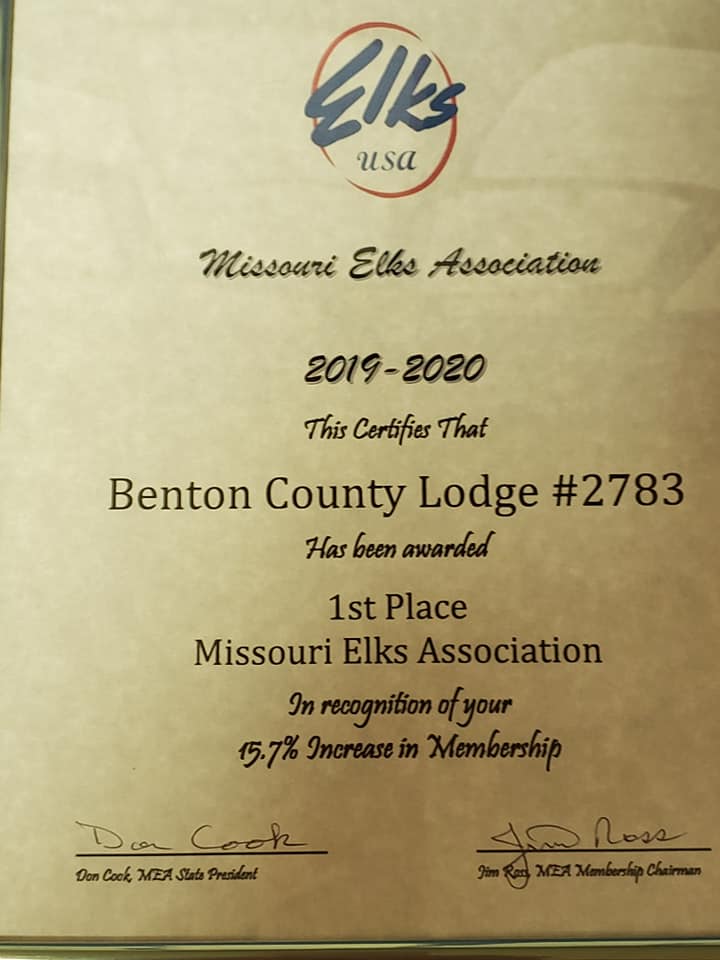 Elks
usa
Missouri Elks Association
2019-2020
This Certifies That
Benton County Lodge #2783
Has been awarded
1st Place
Missouri Elks Association
In recognition of your
15.7% Increase in Membership
Don Cook Jim Ross
Don Cook, MEA State President Jim Ross, MEA Membership Chairman